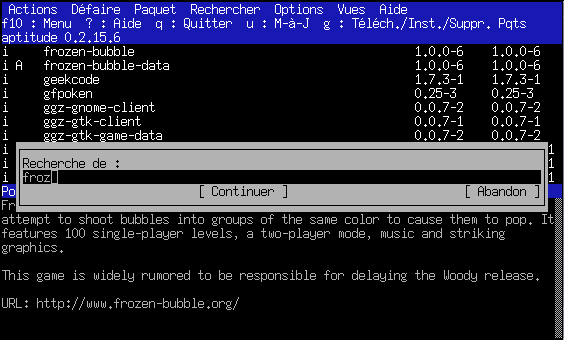 Actions Défaire Paquet Rechercher Options Vues Aide
f10 : Menu ? : Aide q : Quitter u : M-à-J g : Téléch./Inst./Suppr. Pqts
aptitude 0.2.15.6
i frozen-bubble 1.0.0-6 1.0.0-6
i A frozen-bubble-data 1.0.0-6 1.0.0-6
i geekcode 1.7.3-1 1.7.3-1
i gfpoken 0.25-3 0.25-3
i ggz-gnome-client 0.0.7-2 0.0.7-2
i ggz-gtk-client 0.0.7-1 0.0.7-1
i ggz-gtk-game-data 0.0.7-2 0.0.7-2
i 1
i Recherche de : 1
i froz 1
Po [ Continuer ] [ Abandon ]
Fr
attempt to shoot bubbles into groups of the same color to cause them to pop. It
features 100 single-player levels, a two-player mode, music and striking
graphics.
This game is widely rumored to be responsible for delaying the Woody release.
URL: http://www.frozen-bubble.org/